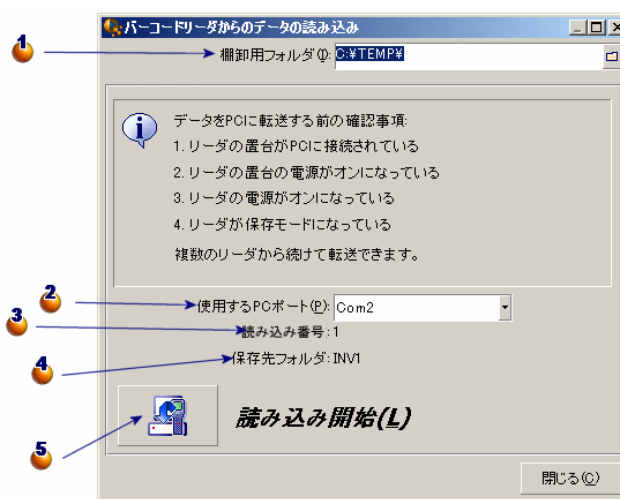 バーコードリーダからのデータの読み込み
1
棚卸用フォルダ(I): C:¥TEMP¥
データをPCに転送する前の確認事項:
1. リーダの置台がPCに接続されている
2. リーダの置台の電源がオンになっている
3. リーダの電源がオンになっている
4. リーダが保存モードになっている
複数のリーダから続けて転送できます。
2
使用するPCポート(P): Com2
3
読み込み番号: 1
4
保存先フォルダ: INV1
5
読み込み開始(L)
閉じる(C)